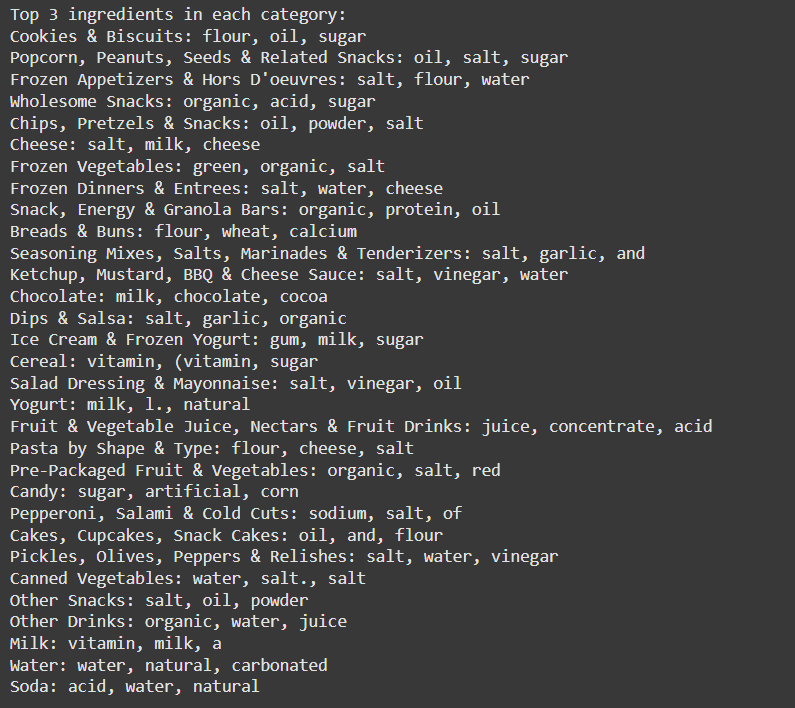 Top 3 ingredients in each category:
Cookies & Biscuits: flour, oil, sugar
Popcorn, Peanuts, Seeds & Related Snacks: oil, salt, sugar
Frozen Appetizers & Hors D'oeuvres: salt, flour, water
Wholesome Snacks: organic, acid, sugar
Chips, Pretzels & Snacks: oil, powder, salt
Cheese: salt, milk, cheese
Frozen Vegetables: green, organic, salt
Frozen Dinners & Entrees: salt, water, cheese
Snack, Energy & Granola Bars: organic, protein, oil
Breads & Buns: flour, wheat, calcium
Seasoning Mixes, Salts, Marinades & Tenderizers: salt, garlic, and
Ketchup, Mustard, BBQ & Cheese Sauce: salt, vinegar, water
Chocolate: milk, chocolate, cocoa
Dips & Salsa: salt, garlic, organic
Ice Cream & Frozen Yogurt: gum, milk, sugar
Cereal: vitamin, (vitamin, sugar
Salad Dressing & Mayonnaise: salt, vinegar, oil
Yogurt: milk, l., natural
Fruit & Vegetable Juice, Nectars & Fruit Drinks: juice, concentrate, acid
Pasta by Shape & Type: flour, cheese, salt
Pre-Packaged Fruit & Vegetables: organic, salt, red
Candy: sugar, artificial, corn
Pepperoni, Salami & Cold Cuts: sodium, salt, of
Cakes, Cupcakes, Snack Cakes: oil, and, flour
Pickles, Olives, Peppers & Relishes: salt, water, vinegar
Canned Vegetables: water, salt., salt
Other Snacks: salt, oil, powder
Other Drinks: organic, water, juice
Milk: vitamin, milk, a
Water: water, natural, carbonated
Soda: acid, water, natural